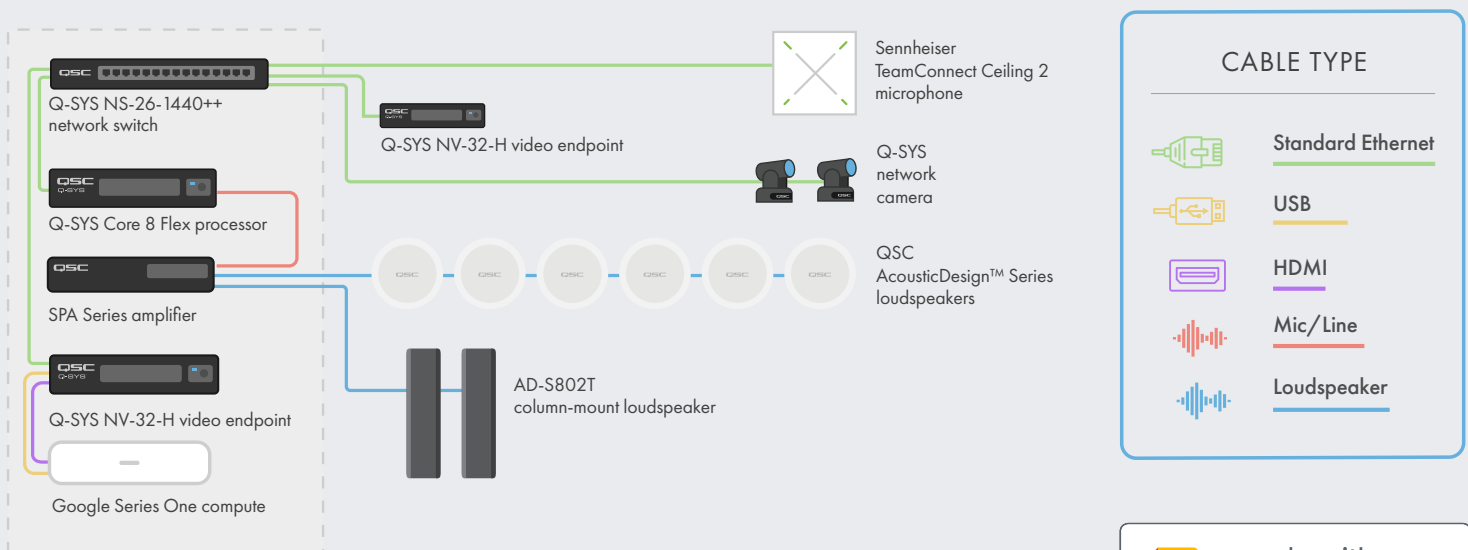 QSC
Q-SYS NS-26-1440++
network switch
QSC
Q-SYS
Q-SYS Core 8 Flex processor
QSC
SPA Series amplifier
QSC
Q-SYS
Q-SYS NV-32-H video endpoint
Google Series One compute
QSC
Q-SYS
Q-SYS NV-32-H video endpoint
Sennheiser
TeamConnect Ceiling 2
microphone
QSC
QSC
Q-SYS
network
camera
QSC
QSC
QSC
QSC
QSC
QSC
QSC
AcousticDesign™ Series
loudspeakers
AD-S802T
column-mount loudspeaker
CABLE TYPE
Standard Ethernet
USB
HDMI
Mic/Line
Loudspeaker